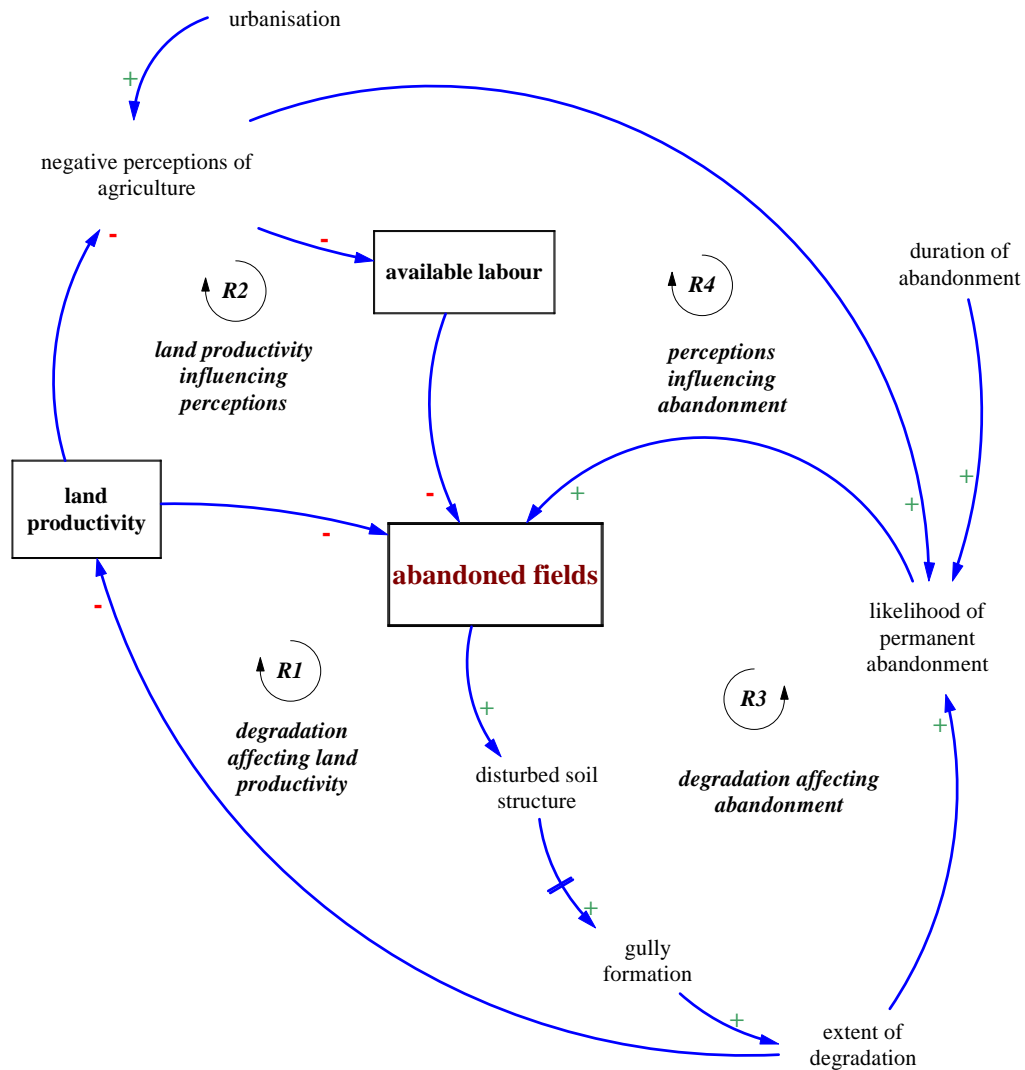 urbanisation
+
negative perceptions of
agriculture
-
-
available labour
duration of
abandonment
R2
R4
land productivity
influencing
perceptions
perceptions
influencing
abandonment
land
productivity
-
-
+
+
+
-
abandoned fields
-
likelihood of
permanent
abandonment
R1
R3
+
+
degradation
affecting land
productivity
degradation affecting
abandonment
disturbed soil
structure
+
gully
formation
+
extent of
degradation